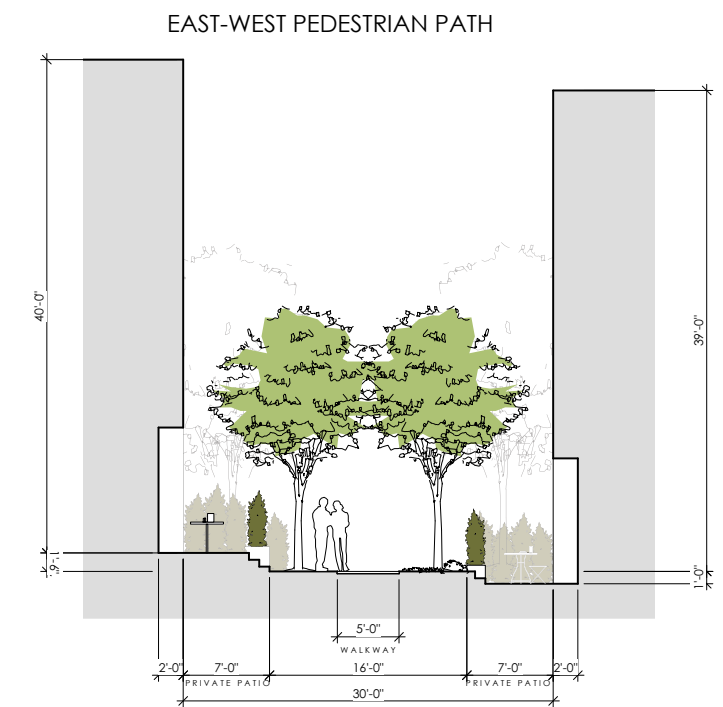 EAST-WEST PEDESTRIAN PATH
40'-0"
39'-0"
1'-6"
1'-0"
5'-0"
WALKWAY
2'-0" 7'-0" 16'-0" 7'-0" 2'-0"
PRIVATE PATIO PRIVATE PATIO
30'-0"